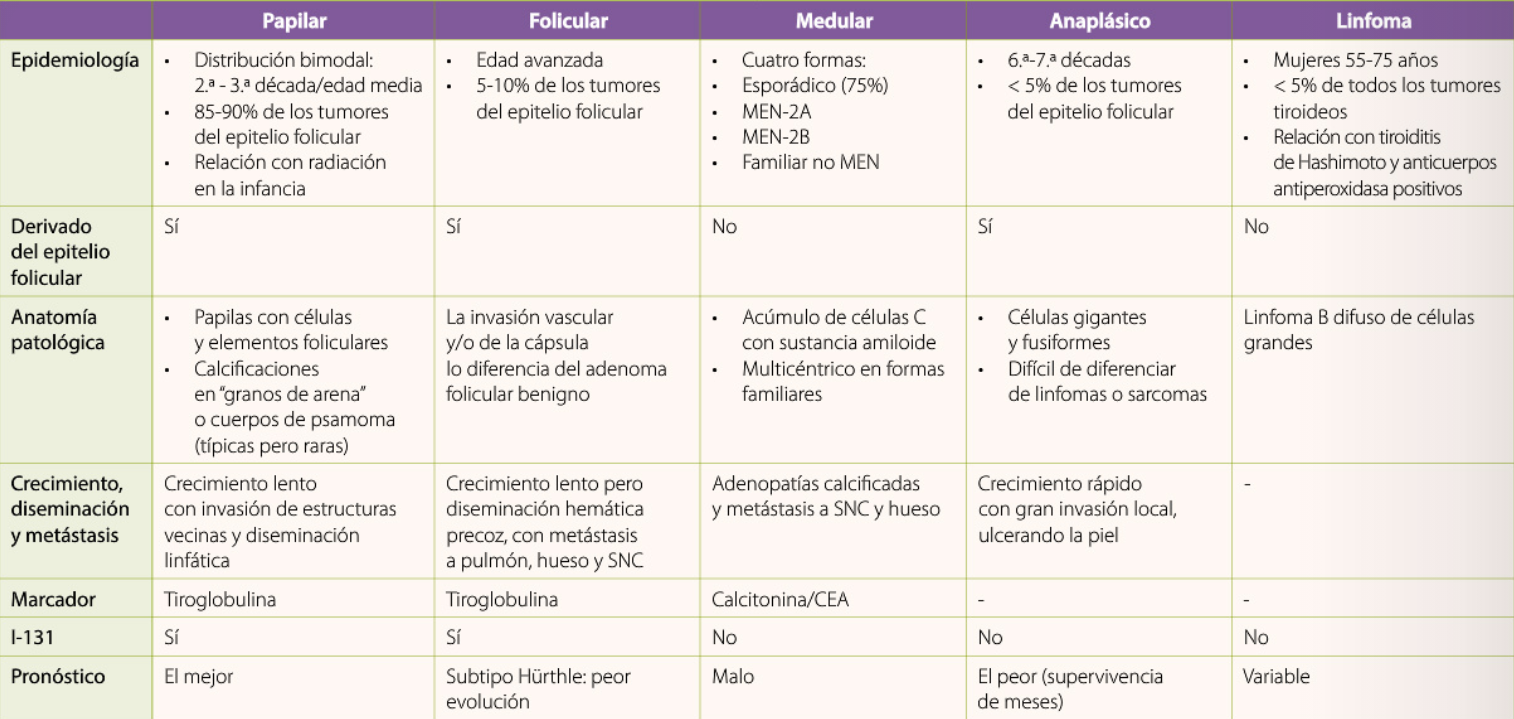 Papilar Folicular Medular Anaplásico Linfoma
Epidemiología
• Distribución bimodal:
2.ª - 3.ª década/edad media
• 85-90% de los tumores
del epitelio folicular
• Relación con radiación
en la infancia
• Edad avanzada
• 5-10% de los tumores
del epitelio folicular
• Cuatro formas:
• Esporádico (75%)
• MEN-2A
• MEN-2B
• Familiar no MEN
• 6.ª-7.ª décadas
• < 5% de los tumores
del epitelio folicular
• Mujeres 55-75 años
• < 5% de todos los tumores
tiroideos
• Relación con tiroiditis
de Hashimoto y anticuerpos
antiperoxidasa positivos
Derivado
del epitelio
folicular
Sí
Sí
No
Sí
No
Anatomía
patológica
• Papilas con células
y elementos foliculares
• Calcificaciones
en "granos de arena"
o cuerpos de psamoma
(típicas pero raras)
La invasión vascular
y/o de la cápsula
lo diferencia del adenoma
folicular benigno
• Acúmulo de células C
con sustancia amiloide
• Multicéntrico en formas
familiares
• Células gigantes
y fusiformes
• Difícil de diferenciar
de linfomas o sarcomas
Linfoma B difuso de células
grandes
Crecimiento,
diseminación
y metástasis
Crecimiento lento
con invasión de estructuras
vecinas y diseminación
linfática
Crecimiento lento pero
diseminación hemática
precoz, con metástasis
a pulmón, hueso y SNC
Adenopatías calcificadas
y metástasis a SNC y hueso
Crecimiento rápido
con gran invasión local,
ulcerando la piel
-
Marcador
Tiroglobulina
Tiroglobulina
Calcitonina/CEA
-
-
I-131
Sí
Sí
No
No
No
Pronóstico
El mejor
Subtipo Hürthle: peor
evolución
Malo
El peor (supervivencia
de meses)
Variable